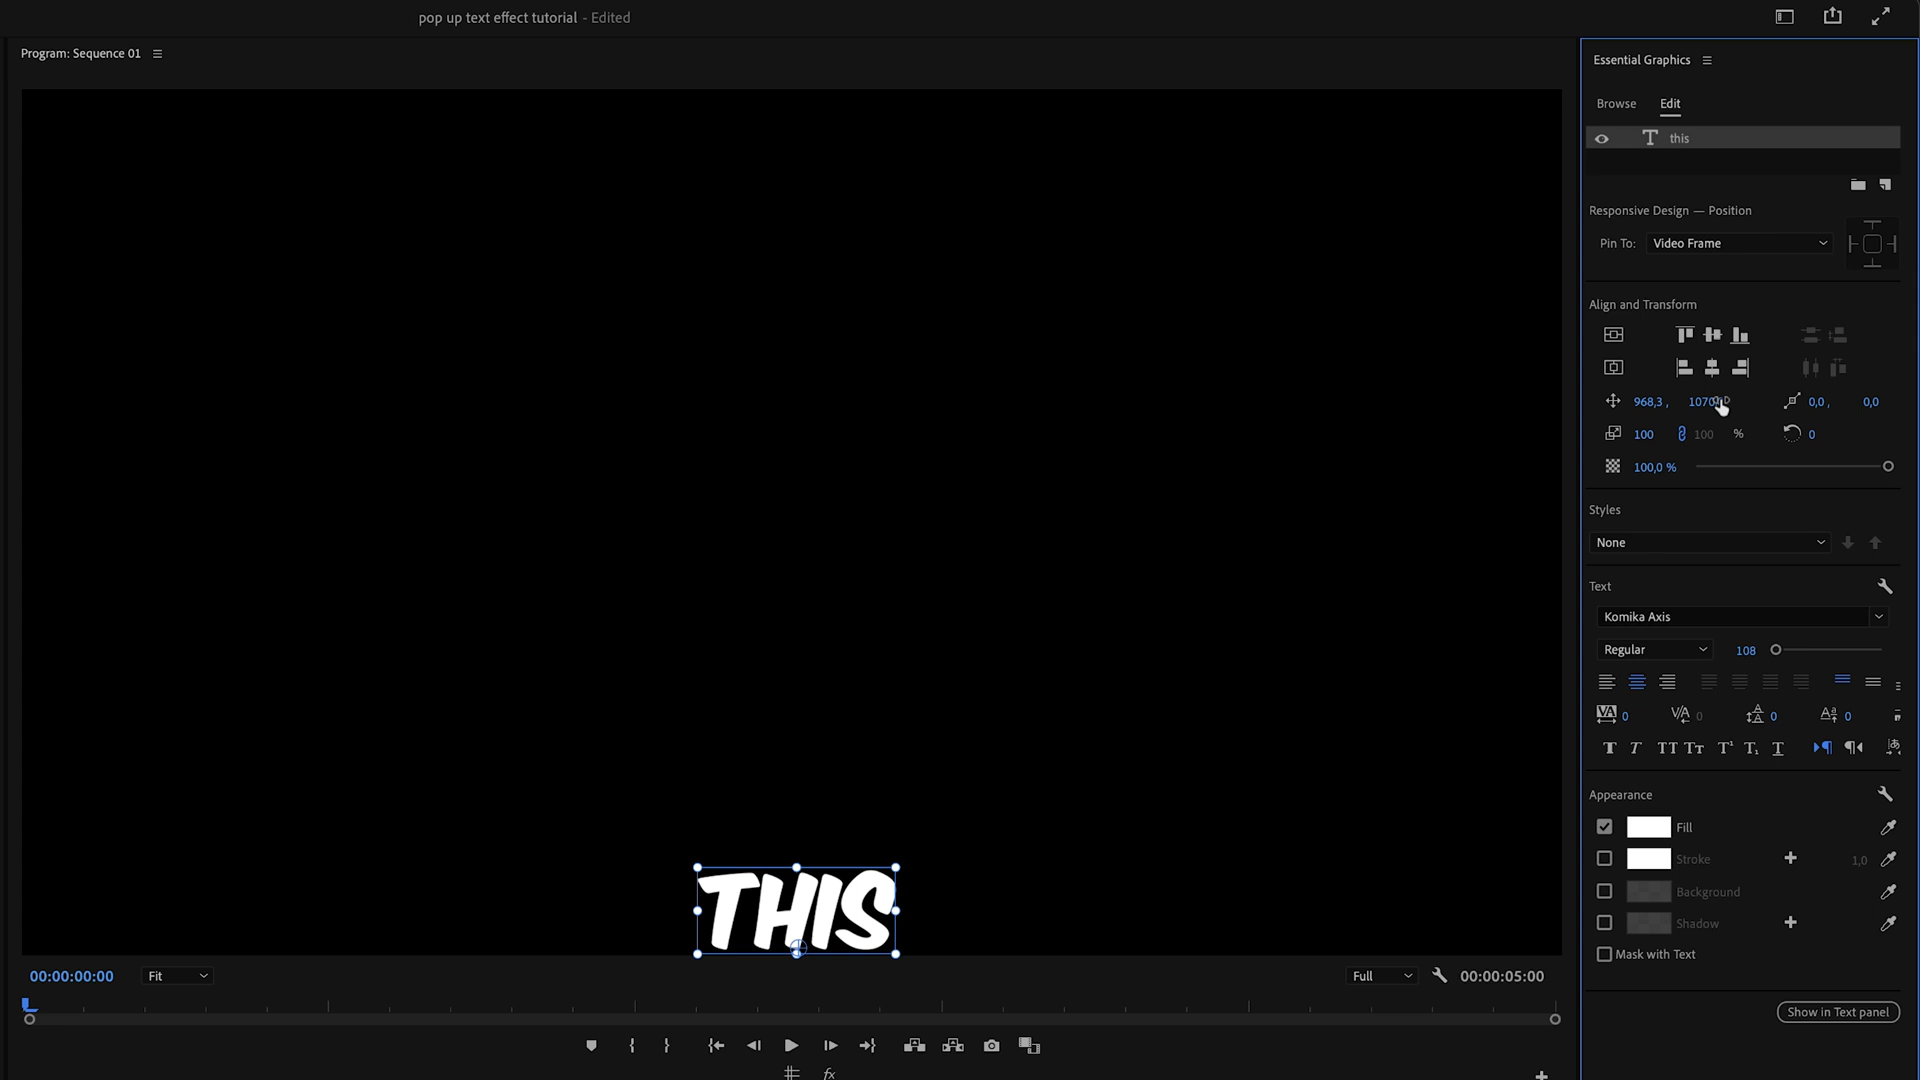 pop up text effect tutorial - Edited
Program: Sequence 01
Essential Graphics
Browse Edit
this
Responsive Design — Position
Pin To: Video Frame
Align and Transform
968,3 , 1070 0,0 , 0,0
100 100 % 0
100,0 %
Styles
None
Text
Komika Axis
Regular 108
0 0 0 0
Appearance
Fill
Stroke 1,0
Background
Shadow
Mask with Text
Show in Text panel
THIS
00:00:00:00 Fit Full 00:00:05:00
fx